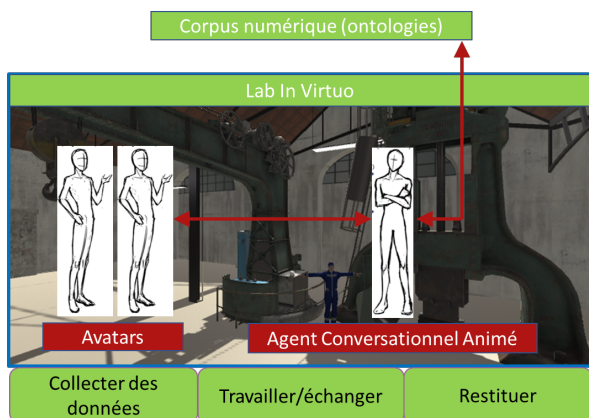 Corpus numérique (ontologies)
Lab In Virtuo
Avatars
Agent Conversationnel Animé
Collecter des
données
Travailler/échanger
Restituer